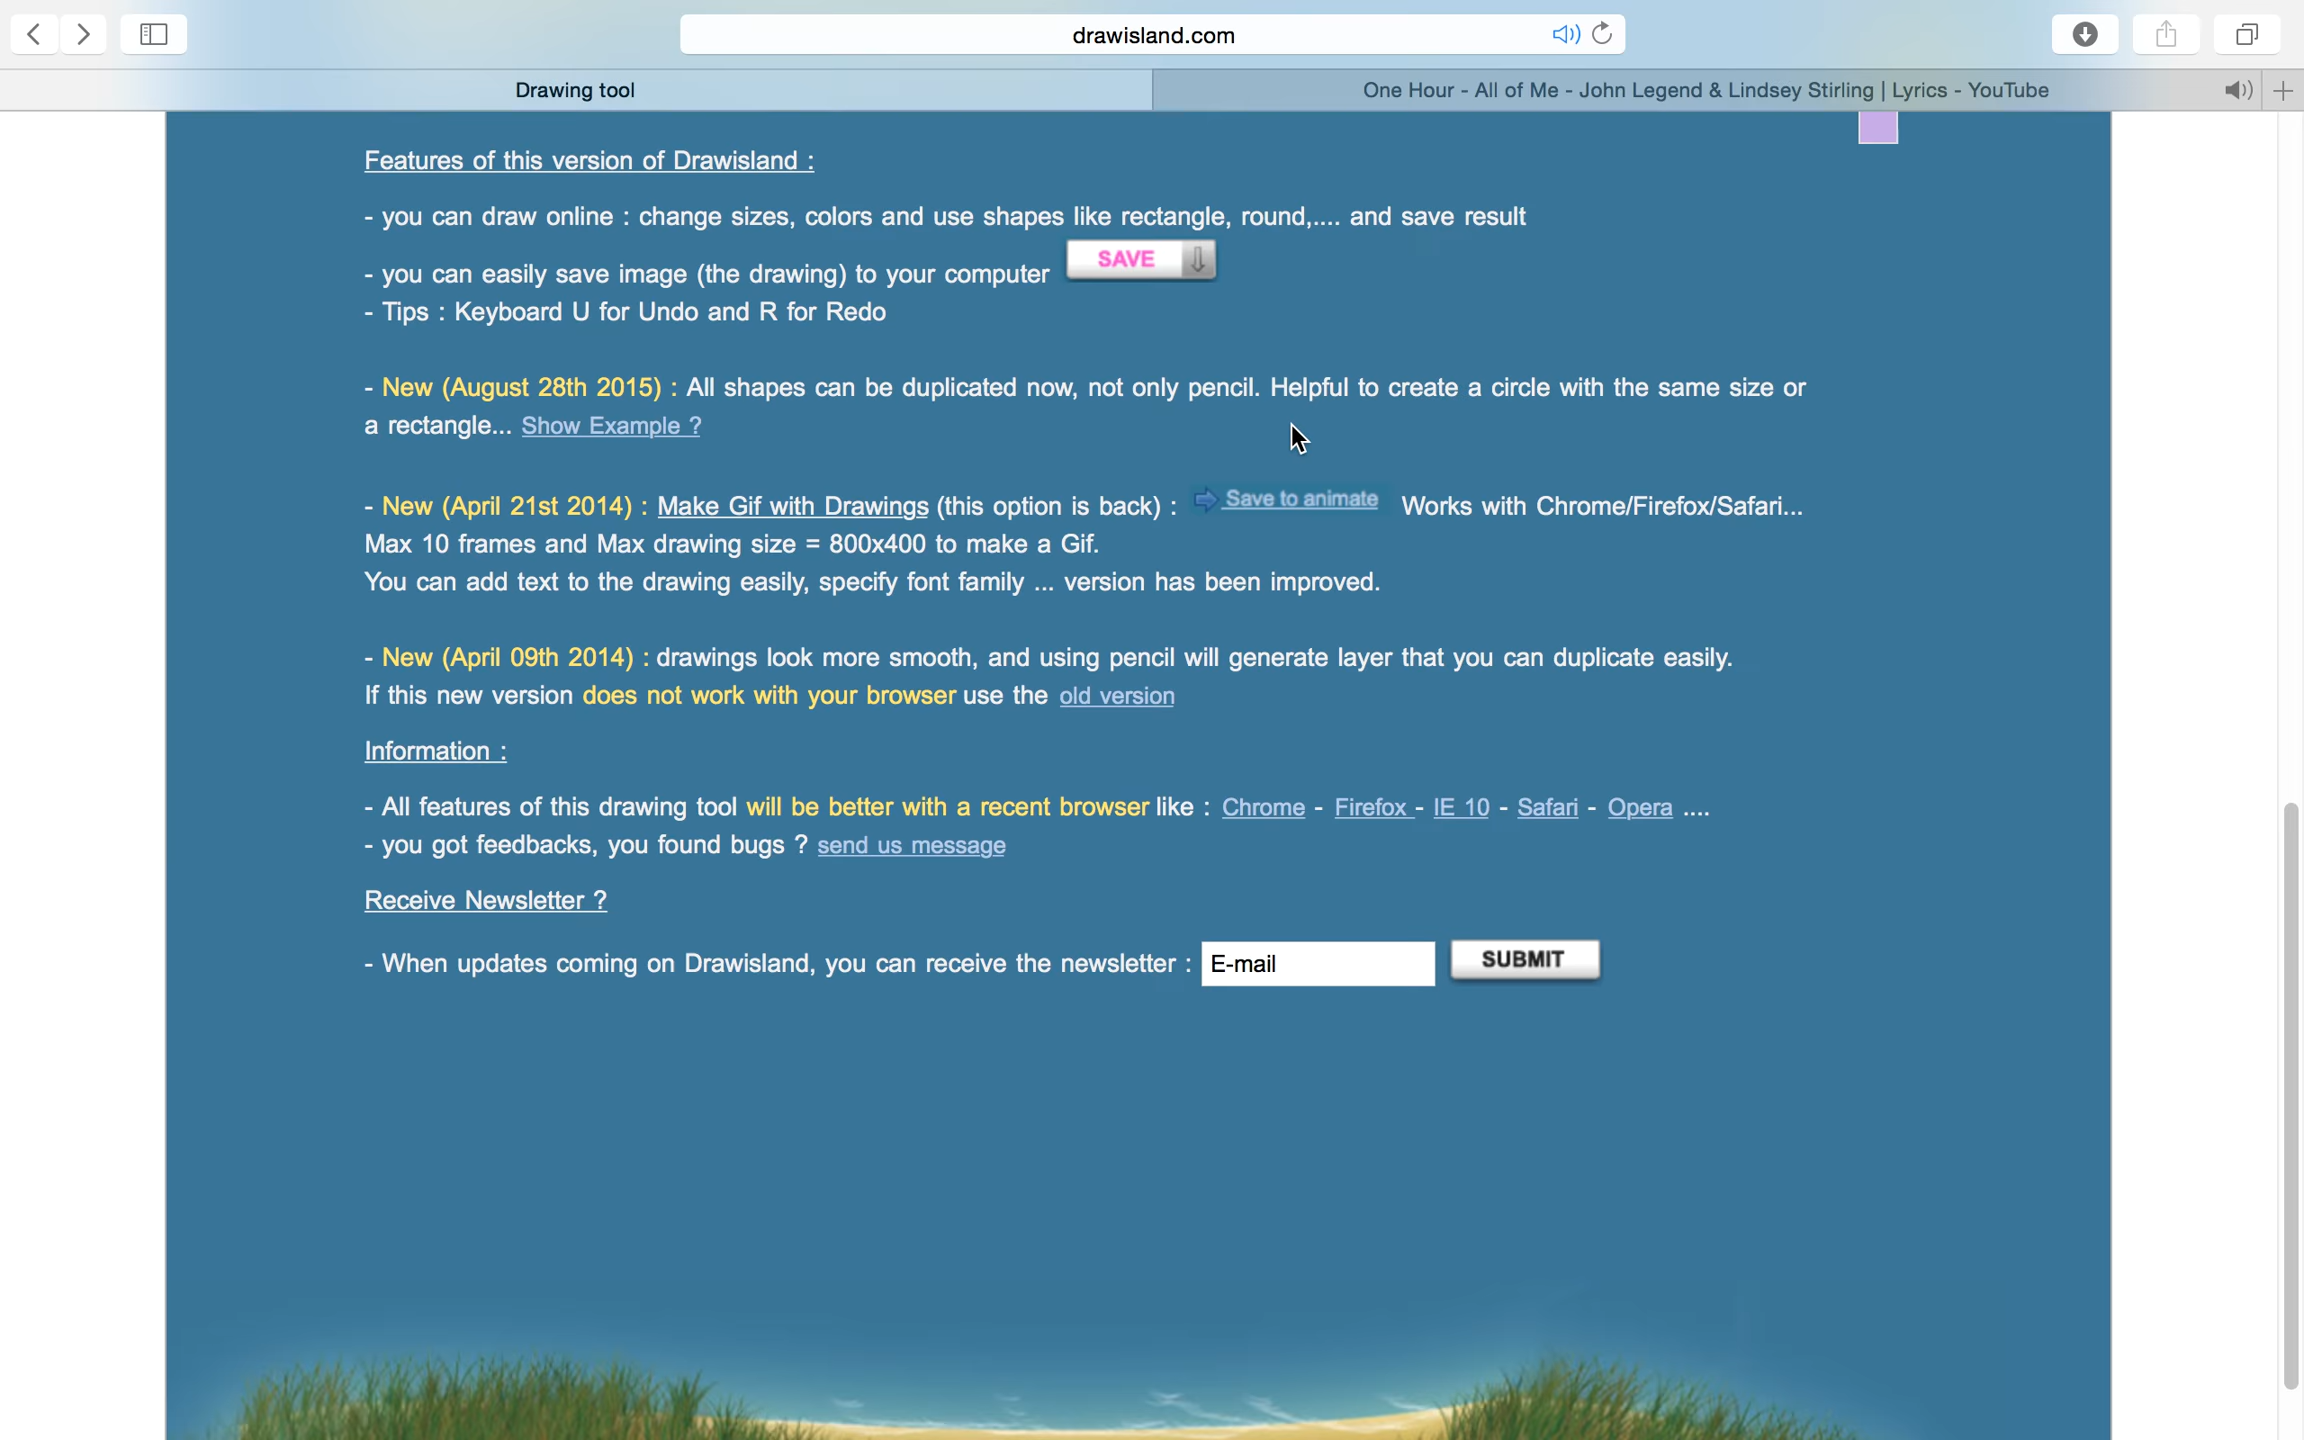 drawisland.com
Drawing tool
One Hour - All of Me - John Legend & Lindsey Stirling | Lyrics - YouTube
Features of this version of Drawisland :
- you can draw online : change sizes, colors and use shapes like rectangle, round,.... and save result
- you can easily save image (the drawing) to your computer SAVE
- Tips : Keyboard U for Undo and R for Redo
- New (August 28th 2015) : All shapes can be duplicated now, not only pencil. Helpful to create a circle with the same size or
a rectangle... Show Example ?
- New (April 21st 2014) : Make Gif with Drawings (this option is back) : Save to animate Works with Chrome/Firefox/Safari...
Max 10 frames and Max drawing size = 800x400 to make a Gif.
You can add text to the drawing easily, specify font family ... version has been improved.
- New (April 09th 2014) : drawings look more smooth, and using pencil will generate layer that you can duplicate easily.
If this new version does not work with your browser use the old version
Information :
- All features of this drawing tool will be better with a recent browser like : Chrome - Firefox - IE 10 - Safari - Opera ....
- you got feedbacks, you found bugs ? send us message
Receive Newsletter ?
- When updates coming on Drawisland, you can receive the newsletter : E-mail SUBMIT